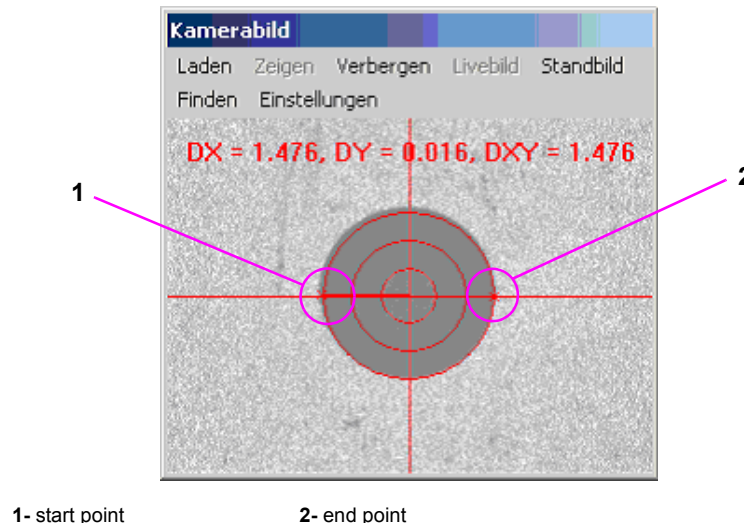 Kamerabild
Laden Zeigen Verbergen Livebild Standbild
Finden Einstellungen
DX = 1.476, DY = 0.016, DXY = 1.476
1
2
1- start point 2- end point